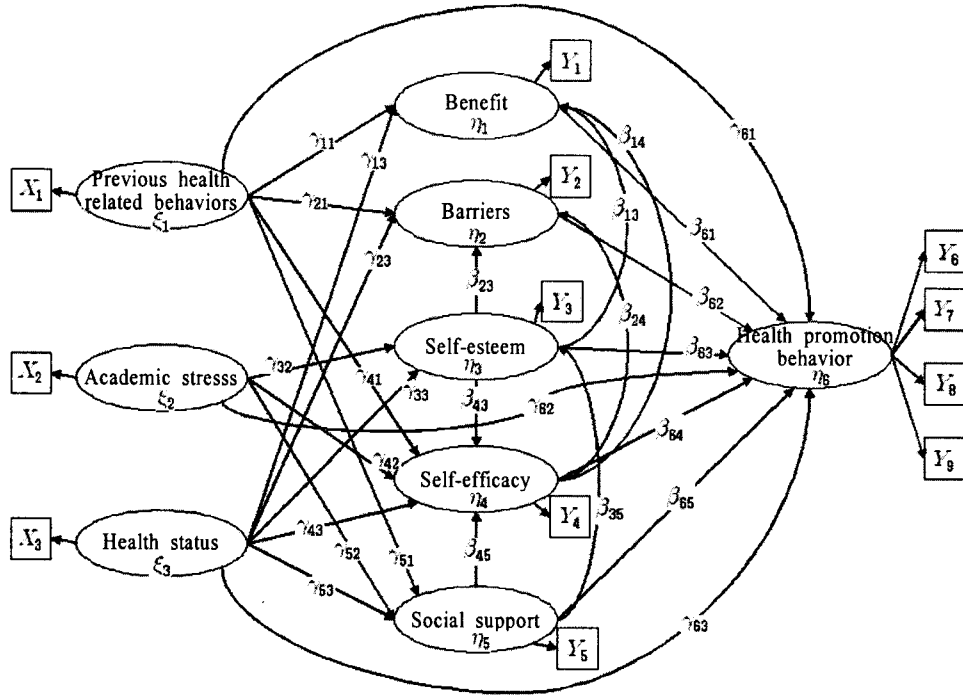 Y₁
Benefit
η₁
γ₁₁
γ₁₃
β₁₄
γ₆₁
X₁
Previous health
related behaviors
ξ₁
γ₂₁
Y₂
Barriers
η₂
β₁₃
γ₂₃
β₆₁
β₂₃
Y₃
β₂₄
β₆₂
Y₆
Y₇
Y₈
Y₉
X₂
Academic stresss
ξ₂
γ₃₂
Self-esteem
η₃
β₆₃
Health promotion
behavior
η₆
γ₄₁
γ₃₃
β₄₃
γ₆₂
β₆₄
γ₄₂
Self-efficacy
η₄
Y₄
β₃₅
β₆₅
X₃
Health status
ξ₃
γ₄₃
γ₅₂
γ₅₁
β₄₅
γ₅₃
Social support
η₅
Y₅
γ₆₃